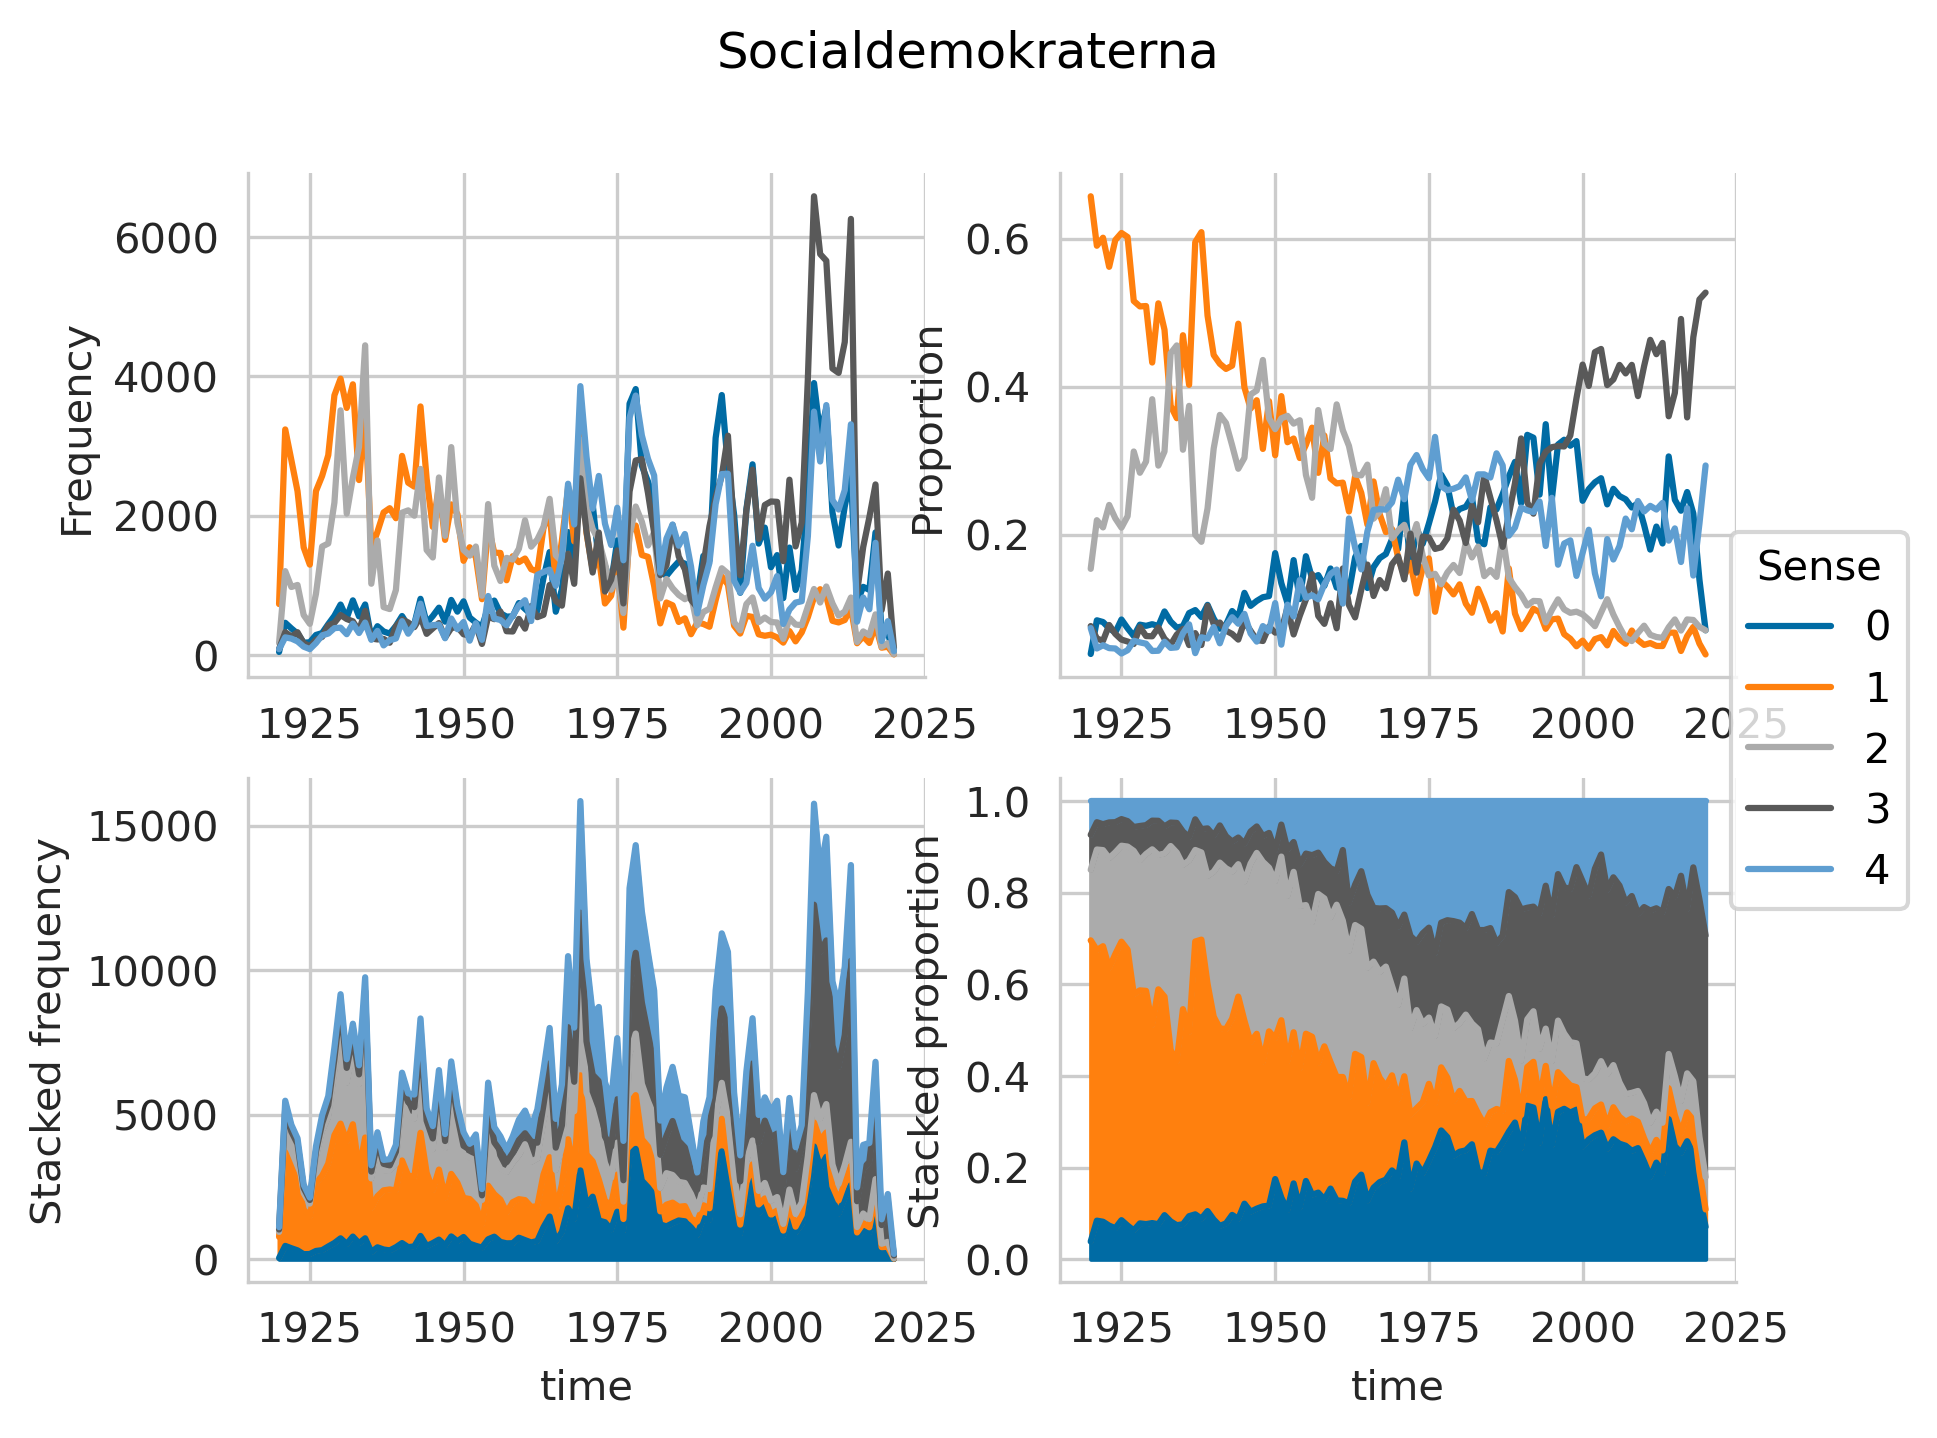 Socialdemokraterna
Frequency
6000
4000
2000
0
1925 1950 1975 2000 2025
Proportion
0.6
0.4
0.2
1925 1950 1975 2000 2025
Stacked frequency
15000
10000
5000
0
1925 1950 1975 2000 2025
time
Stacked proportion
1.0
0.8
0.6
0.4
0.2
0.0
1925 1950 1975 2000 2025
time
Sense
0
1
2
3
4